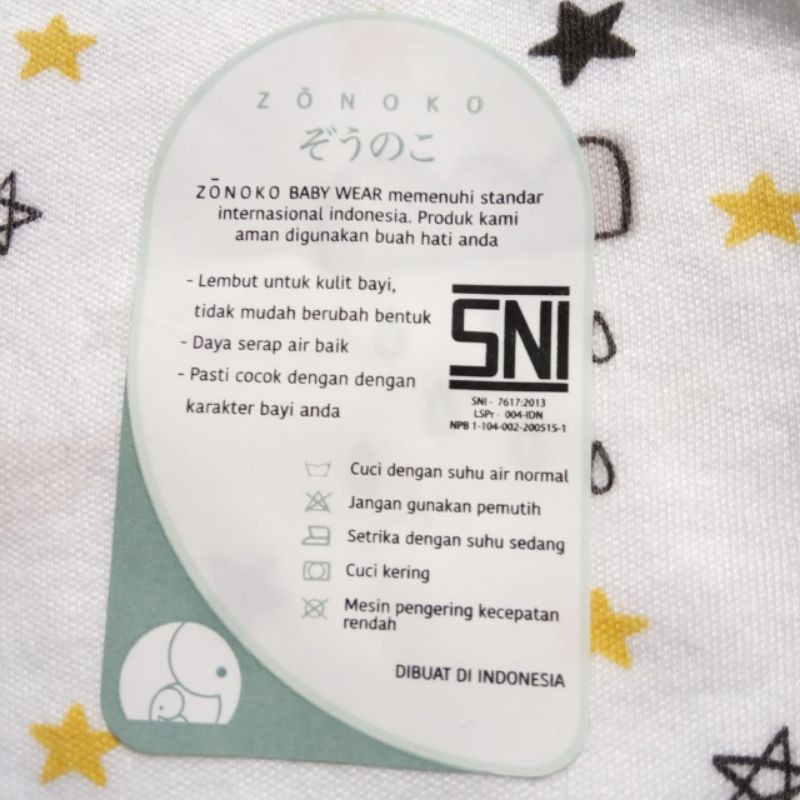 ZŌNOKO
ぞうのこ
ZŌNOKO BABY WEAR memenuhi standar
internasional indonesia. Produk kami
aman digunakan buah hati anda
- Lembut untuk kulit bayi,
tidak mudah berubah bentuk
- Daya serap air baik
- Pasti cocok dengan dengan
karakter bayi anda
SNI
SNI - 7617:2013
LSPr - 004-IDN
NPB 1-104-002-200515-1
Cuci dengan suhu air normal
Jangan gunakan pemutih
Setrika dengan suhu sedang
Cuci kering
Mesin pengering kecepatan
rendah
DIBUAT DI INDONESIA